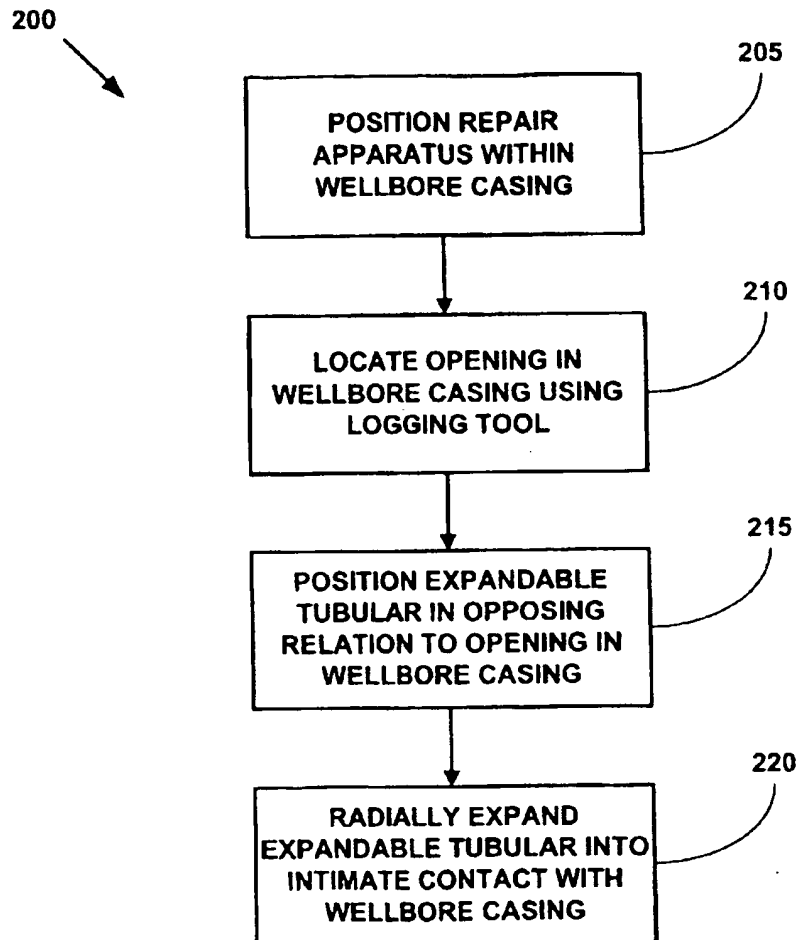 200
205
POSITION REPAIR
APPARATUS WITHIN
WELLBORE CASING
210
LOCATE OPENING IN
WELLBORE CASING USING
LOGGING TOOL
215
POSITION EXPANDABLE
TUBULAR IN OPPOSING
RELATION TO OPENING IN
WELLBORE CASING
220
RADIALLY EXPAND
EXPANDABLE TUBULAR INTO
INTIMATE CONTACT WITH
WELLBORE CASING